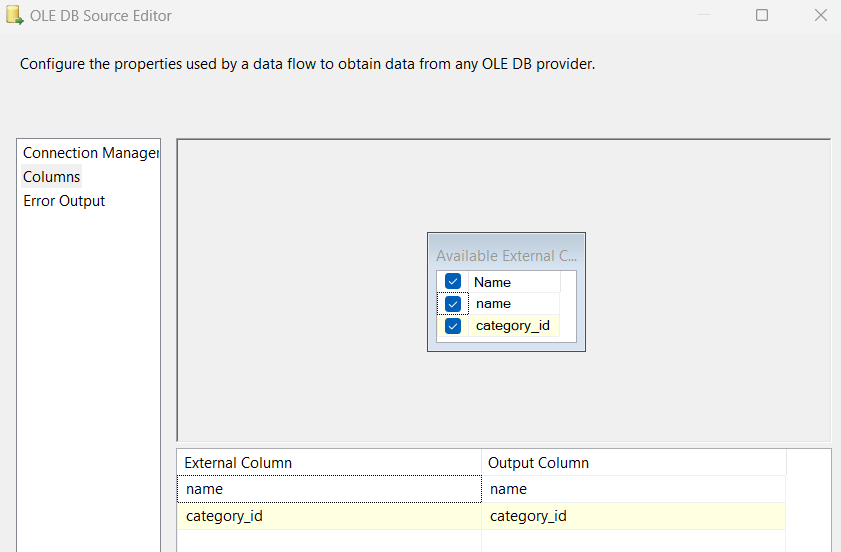 OLE DB Source Editor
Configure the properties used by a data flow to obtain data from any OLE DB provider.
Connection Manager
Columns
Error Output
Available External C...
Name
name
category_id
External Column Output Column
name name
category_id category_id